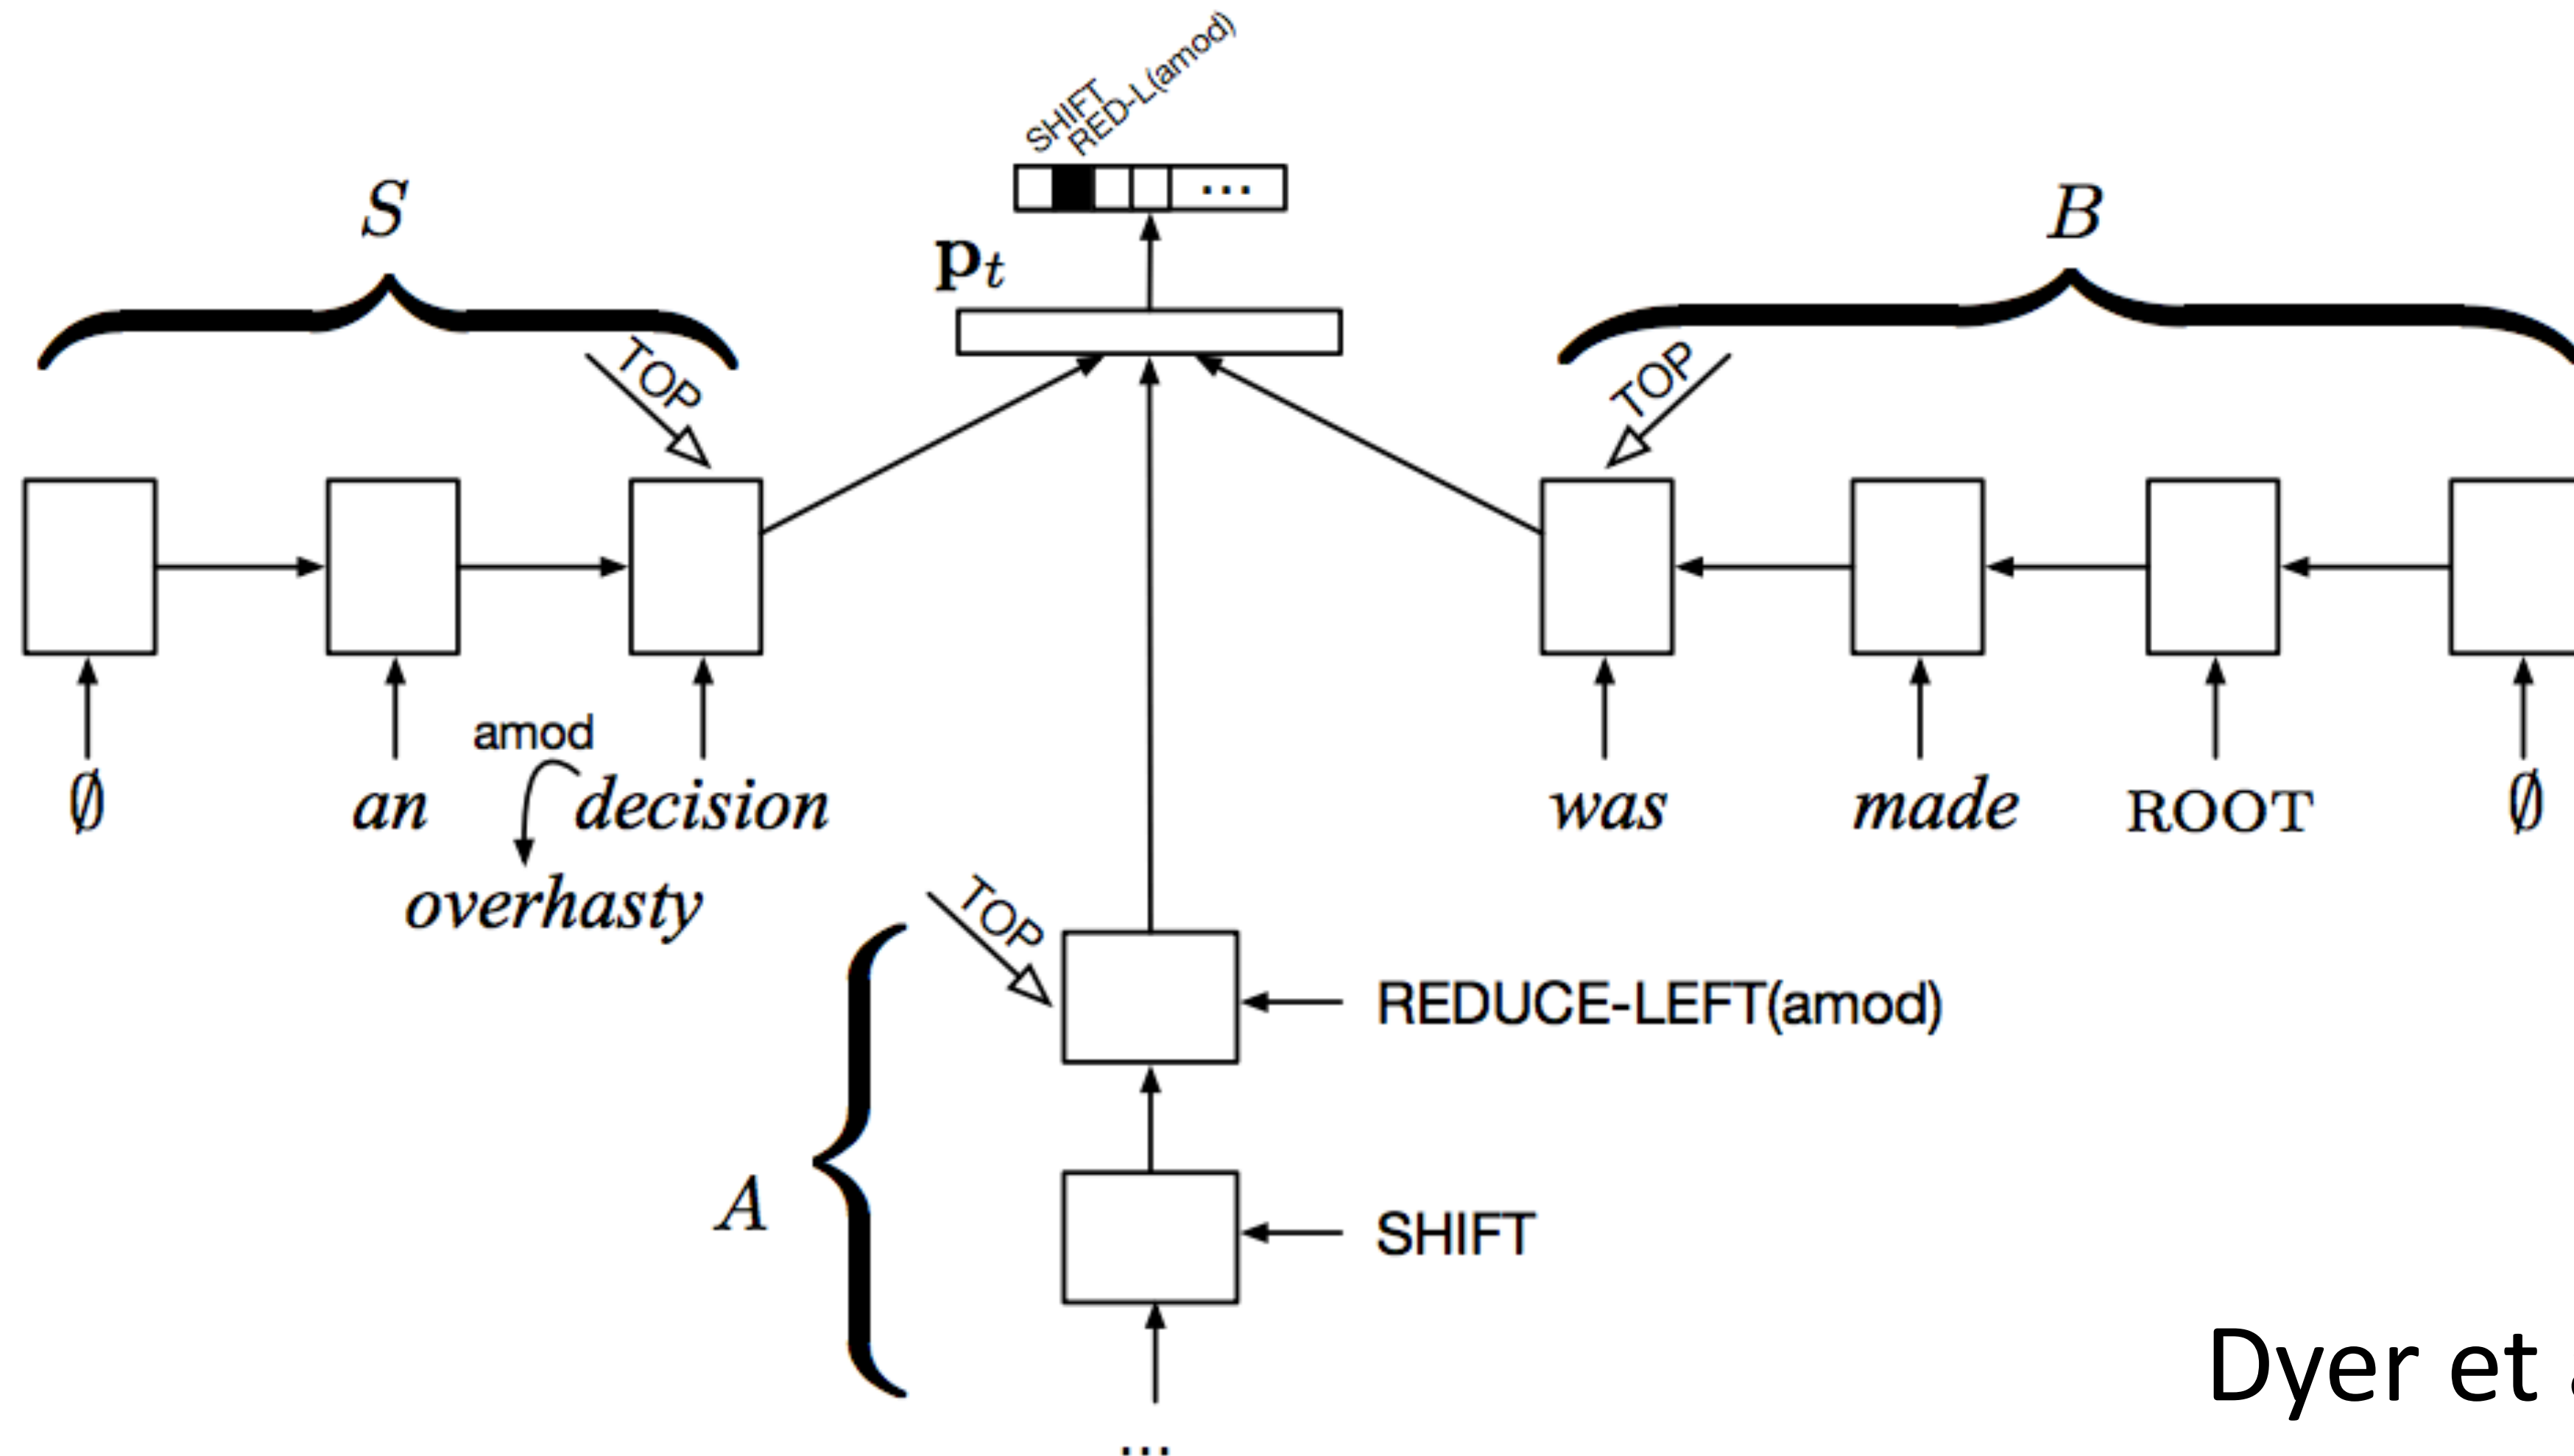 SHIFT
RED-L(amod)
S
...
B
p_t
TOP
TOP
amod
∅
an
decision
was
made
ROOT
∅
overhasty
TOP
REDUCE-LEFT(amod)
A
SHIFT
Dyer et
...